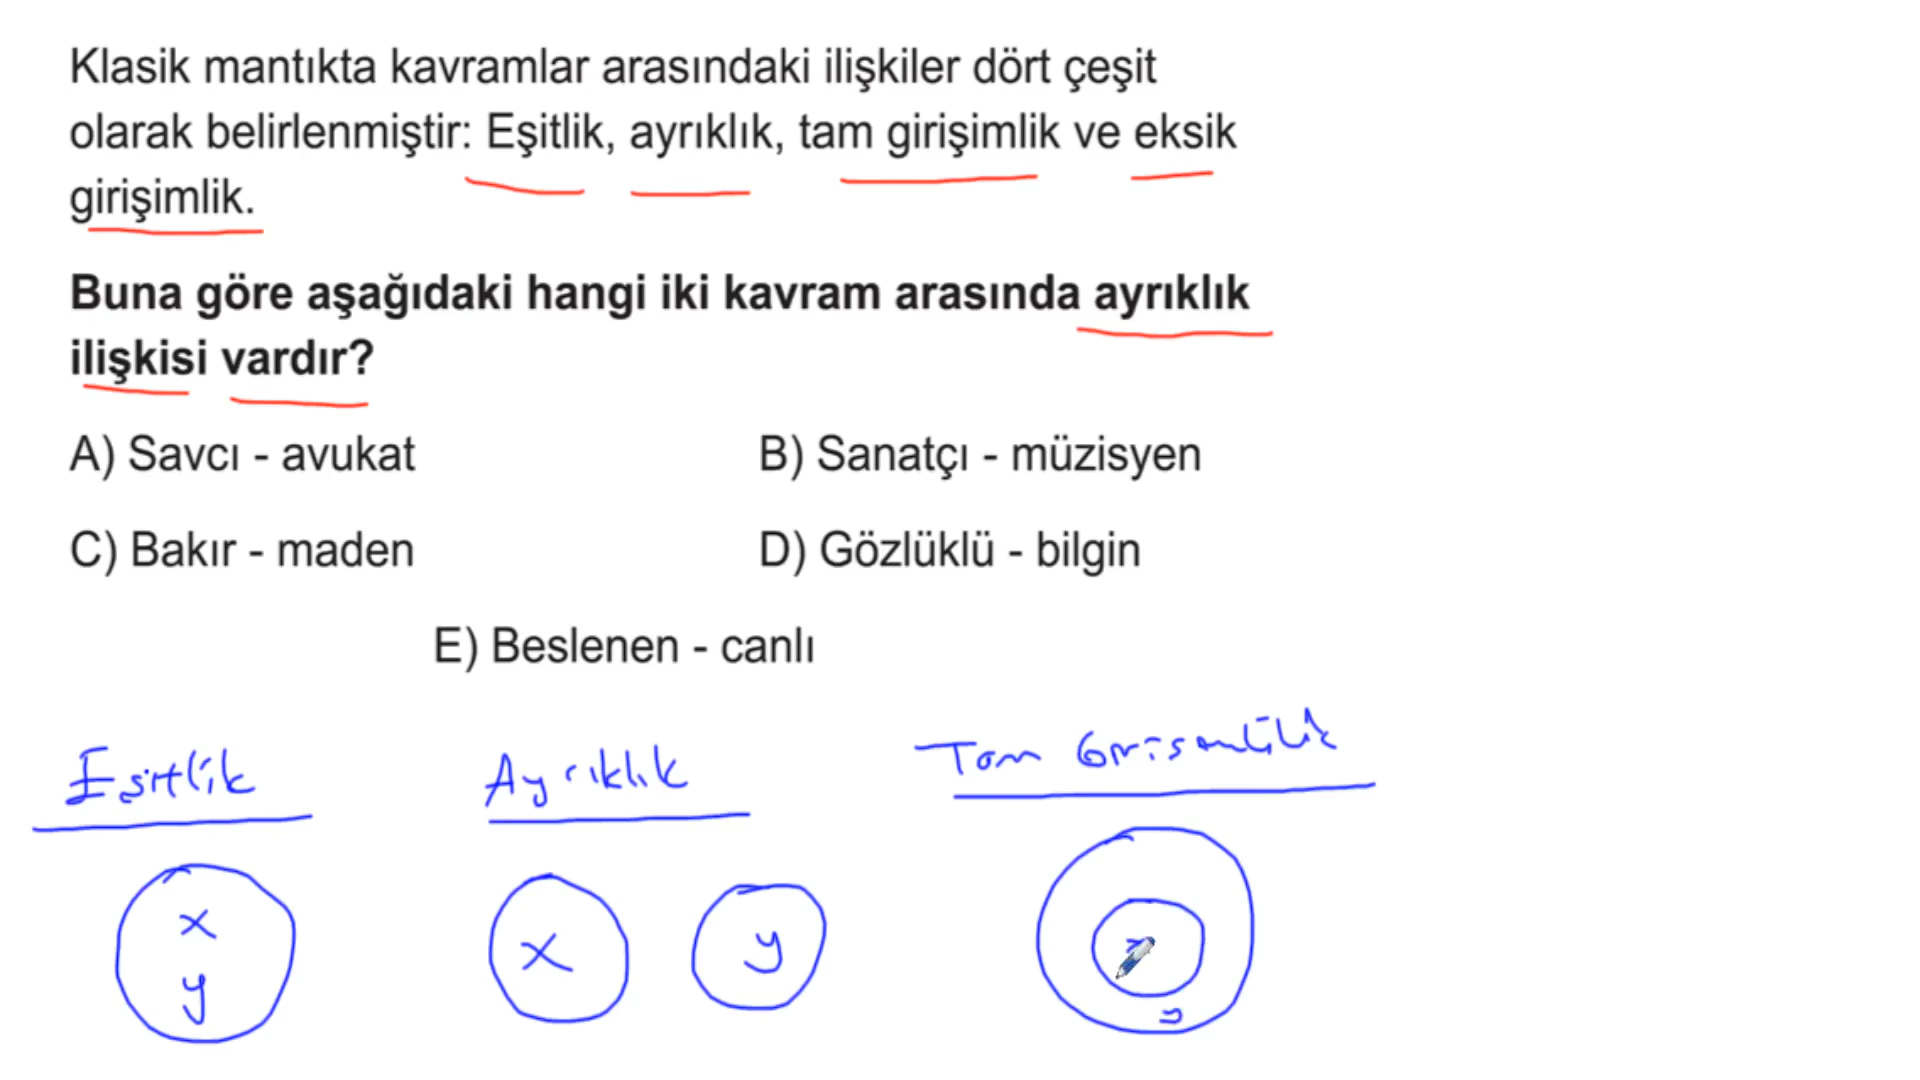 Klasik mantıkta kavramlar arasındaki ilişkiler dört çeşit
olarak belirlenmiştir: Eşitlik, ayrıklık, tam girişimlik ve eksik
girişimlik.
Buna göre aşağıdaki hangi iki kavram arasında ayrıklık
ilişkisi vardır?
A) Savcı - avukat
B) Sanatçı - müzisyen
C) Bakır - maden
D) Gözlüklü - bilgin
E) Beslenen - canlı
Eşitlik
Ayrıklık
Tam
x
y
x
y